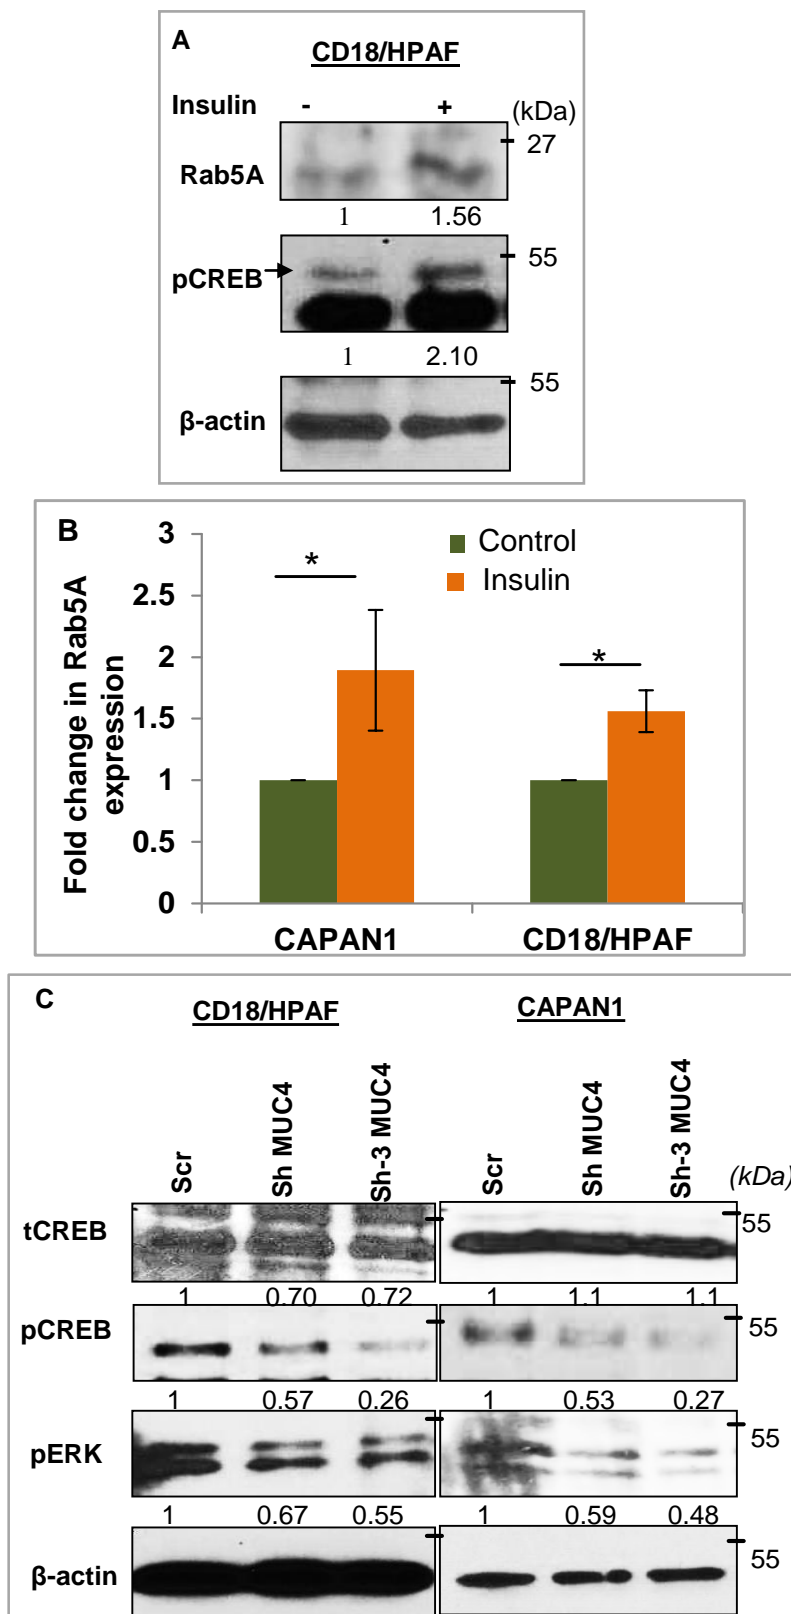 A
CD18/HPAF
Insulin - + (kDa)
Rab5A 27
1 1.56
pCREB 55
1 2.10
β-actin 55
B
Fold change in Rab5A
expression
3
2.5
2
1.5
1
0.5
0
* *
Control
Insulin
CAPAN1 CD18/HPAF
C
CD18/HPAF CAPAN1
Scr Sh MUC4 Sh-3 MUC4 Scr Sh MUC4 Sh-3 MUC4 (kDa)
tCREB 55
1 0.70 0.72 1 1.1 1.1
pCREB 55
1 0.57 0.26 1 0.53 0.27
pERK 55
1 0.67 0.55 1 0.59 0.48
β-actin 55